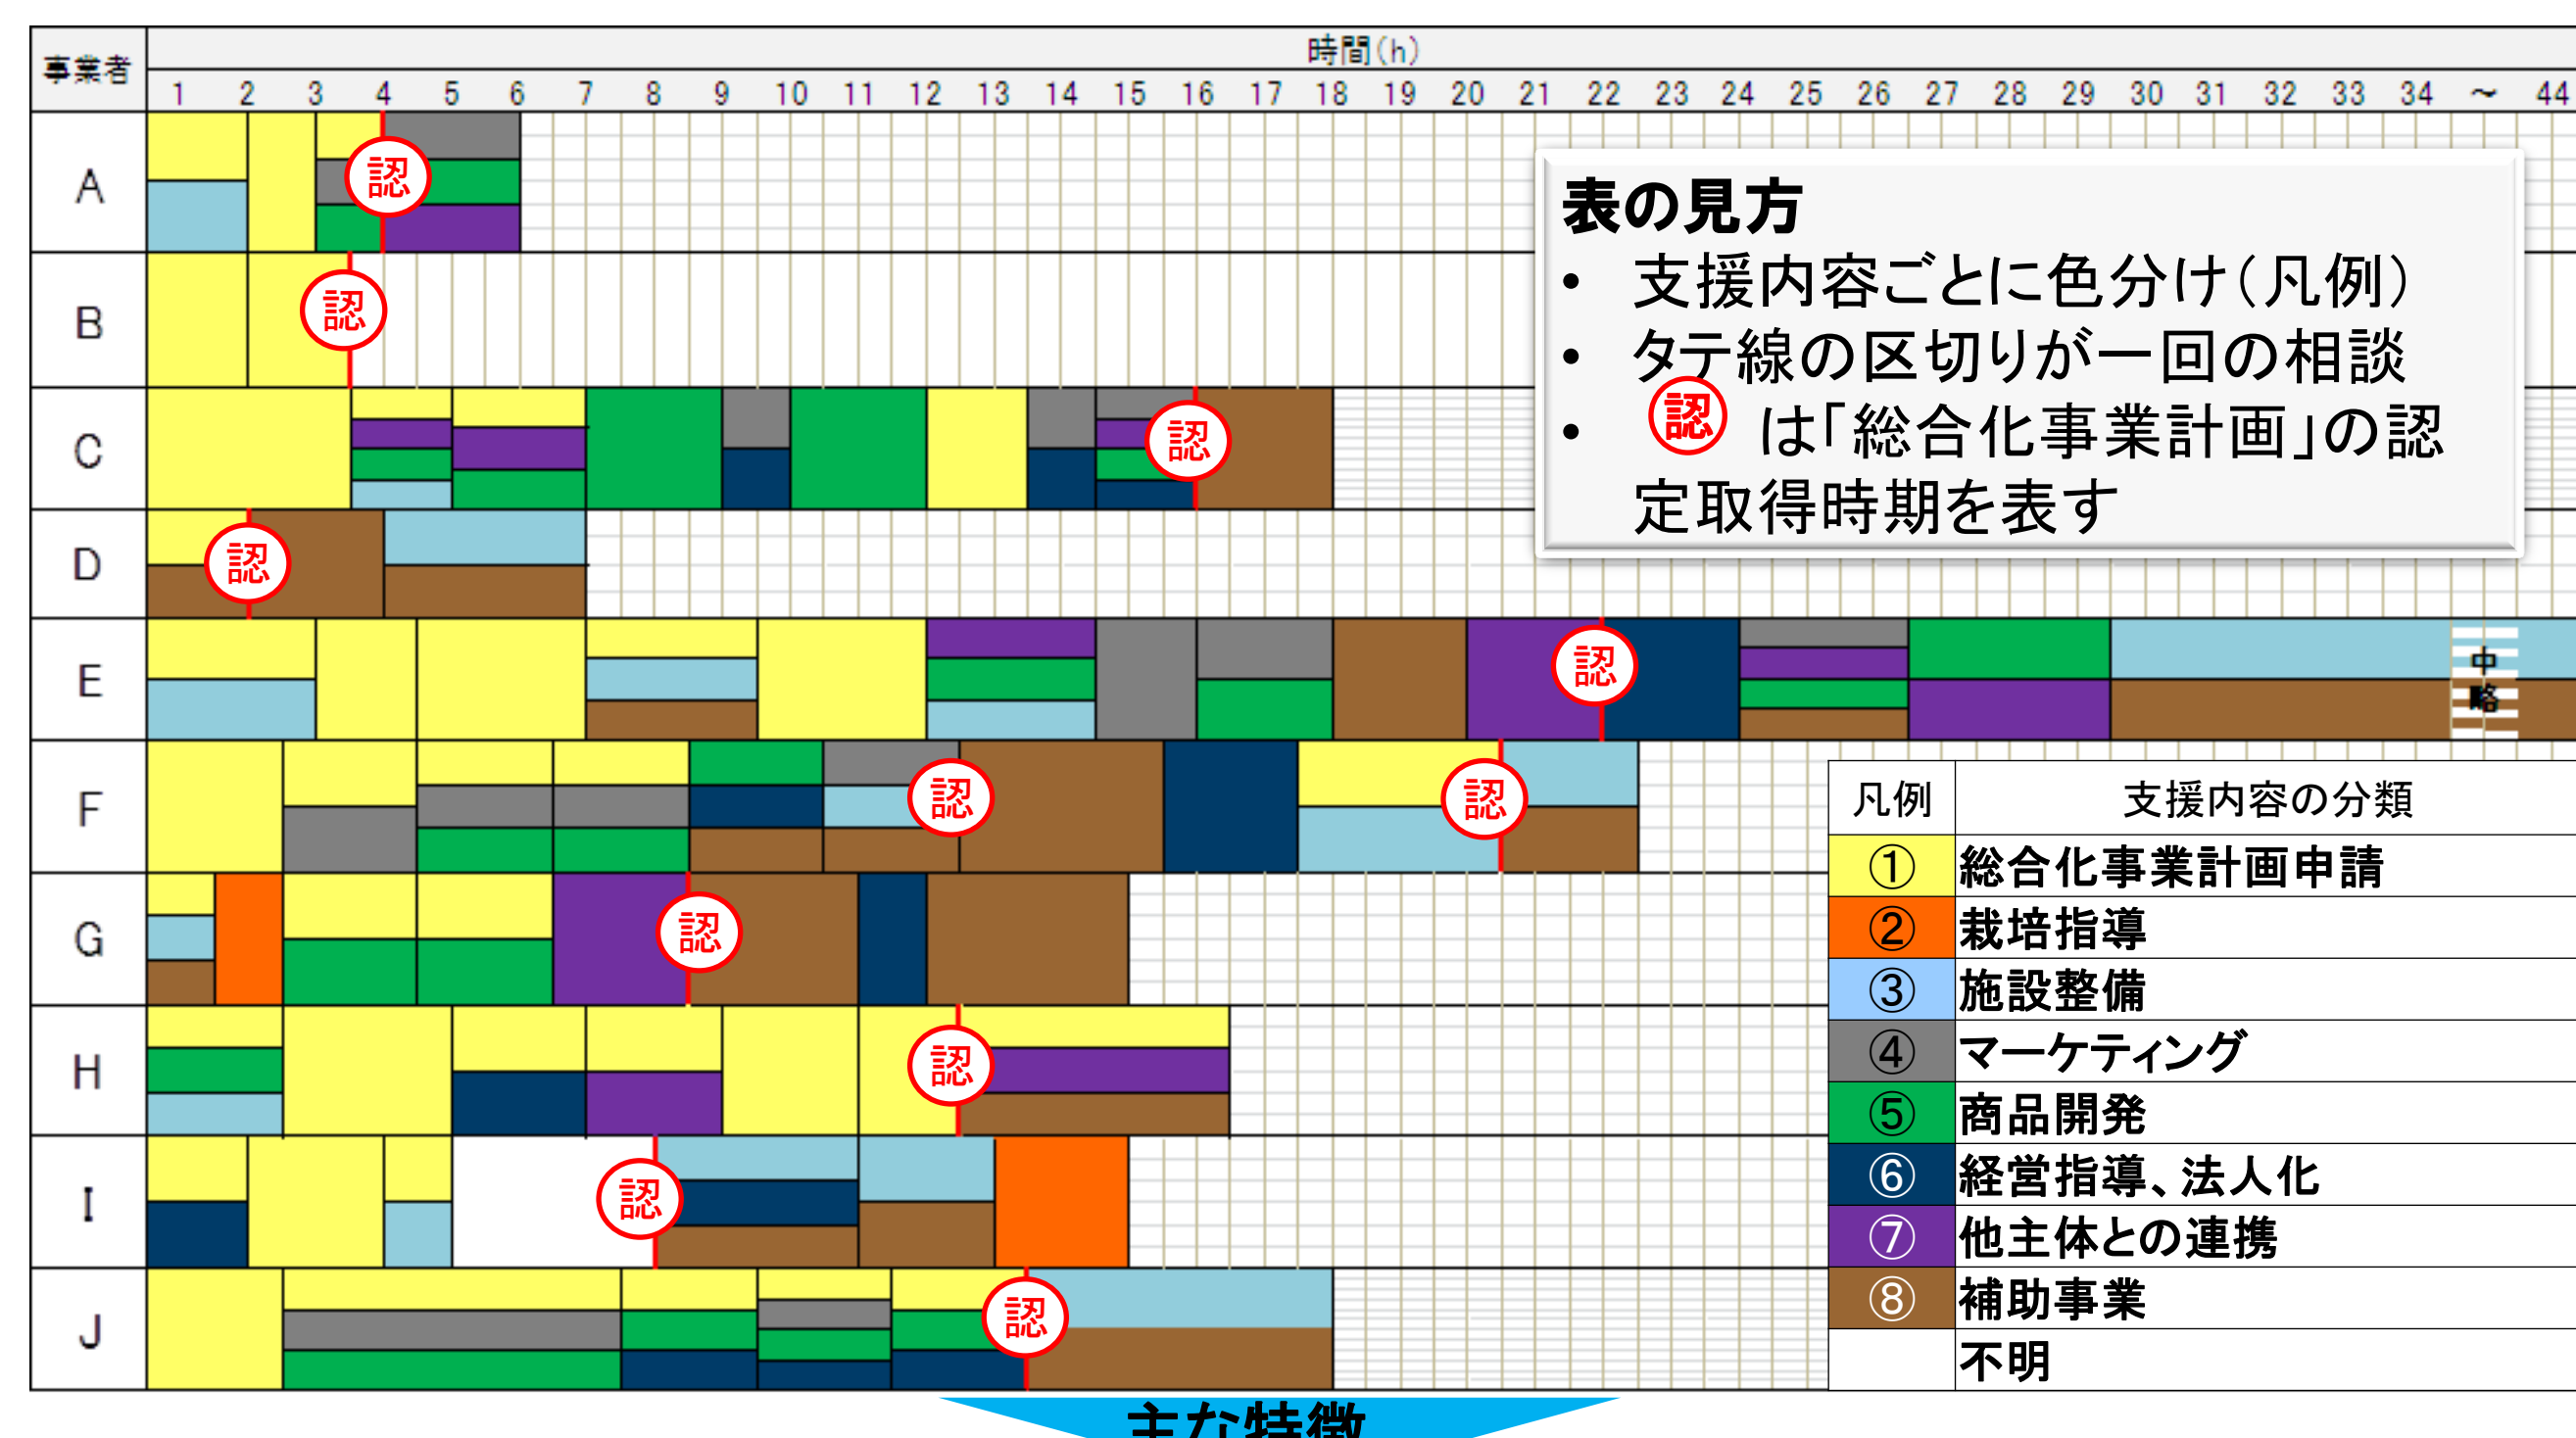 事業者
時間(h)
1 2 3 4 5 6 7 8 9 10 11 12 13 14 15 16 17 18 19 20 21 22 23 24 25 26 27 28 29 30 31 32 33 34 ～ 44
A
認
B
認
C
認
D
認
E
認
中略
F
認
認
G
認
H
認
I
認
J
認
表の見方
• 支援内容ごとに色分け(凡例)
• タテ線の区切りが一回の相談
• 認 は「総合化事業計画」の認
定取得時期を表す
凡例 支援内容の分類
① 総合化事業計画申請
② 栽培指導
③ 施設整備
④ マーケティング
⑤ 商品開発
⑥ 経営指導、法人化
⑦ 他主体との連携
⑧ 補助事業
不明
主な特徴